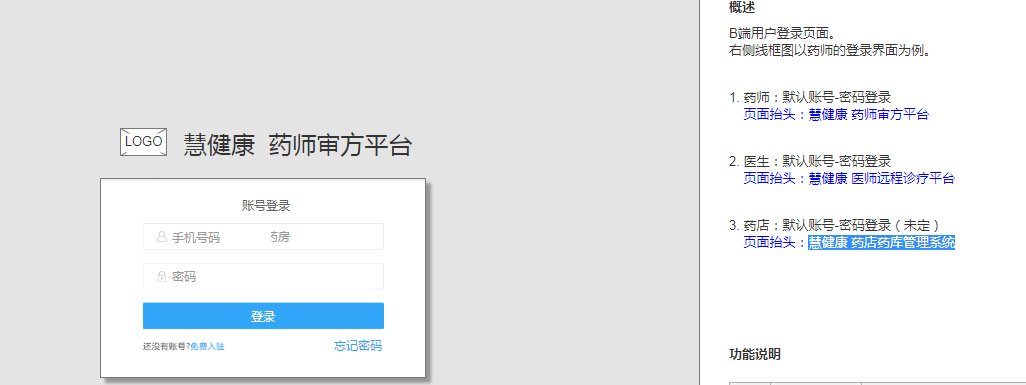 LOGO 慧健康 药师审方平台
账号登录
手机号码
药房
密码
登录
还没有账号?免费入驻
忘记密码
概述
B端用户登录页面。
右侧线框图以药师的登录界面为例。
1. 药师：默认账号-密码登录
页面抬头：慧健康 药师审方平台
2. 医生：默认账号-密码登录
页面抬头：慧健康 医师远程诊疗平台
3. 药店：默认账号-密码登录（未定）
页面抬头：慧健康 药店药库管理系统
功能说明